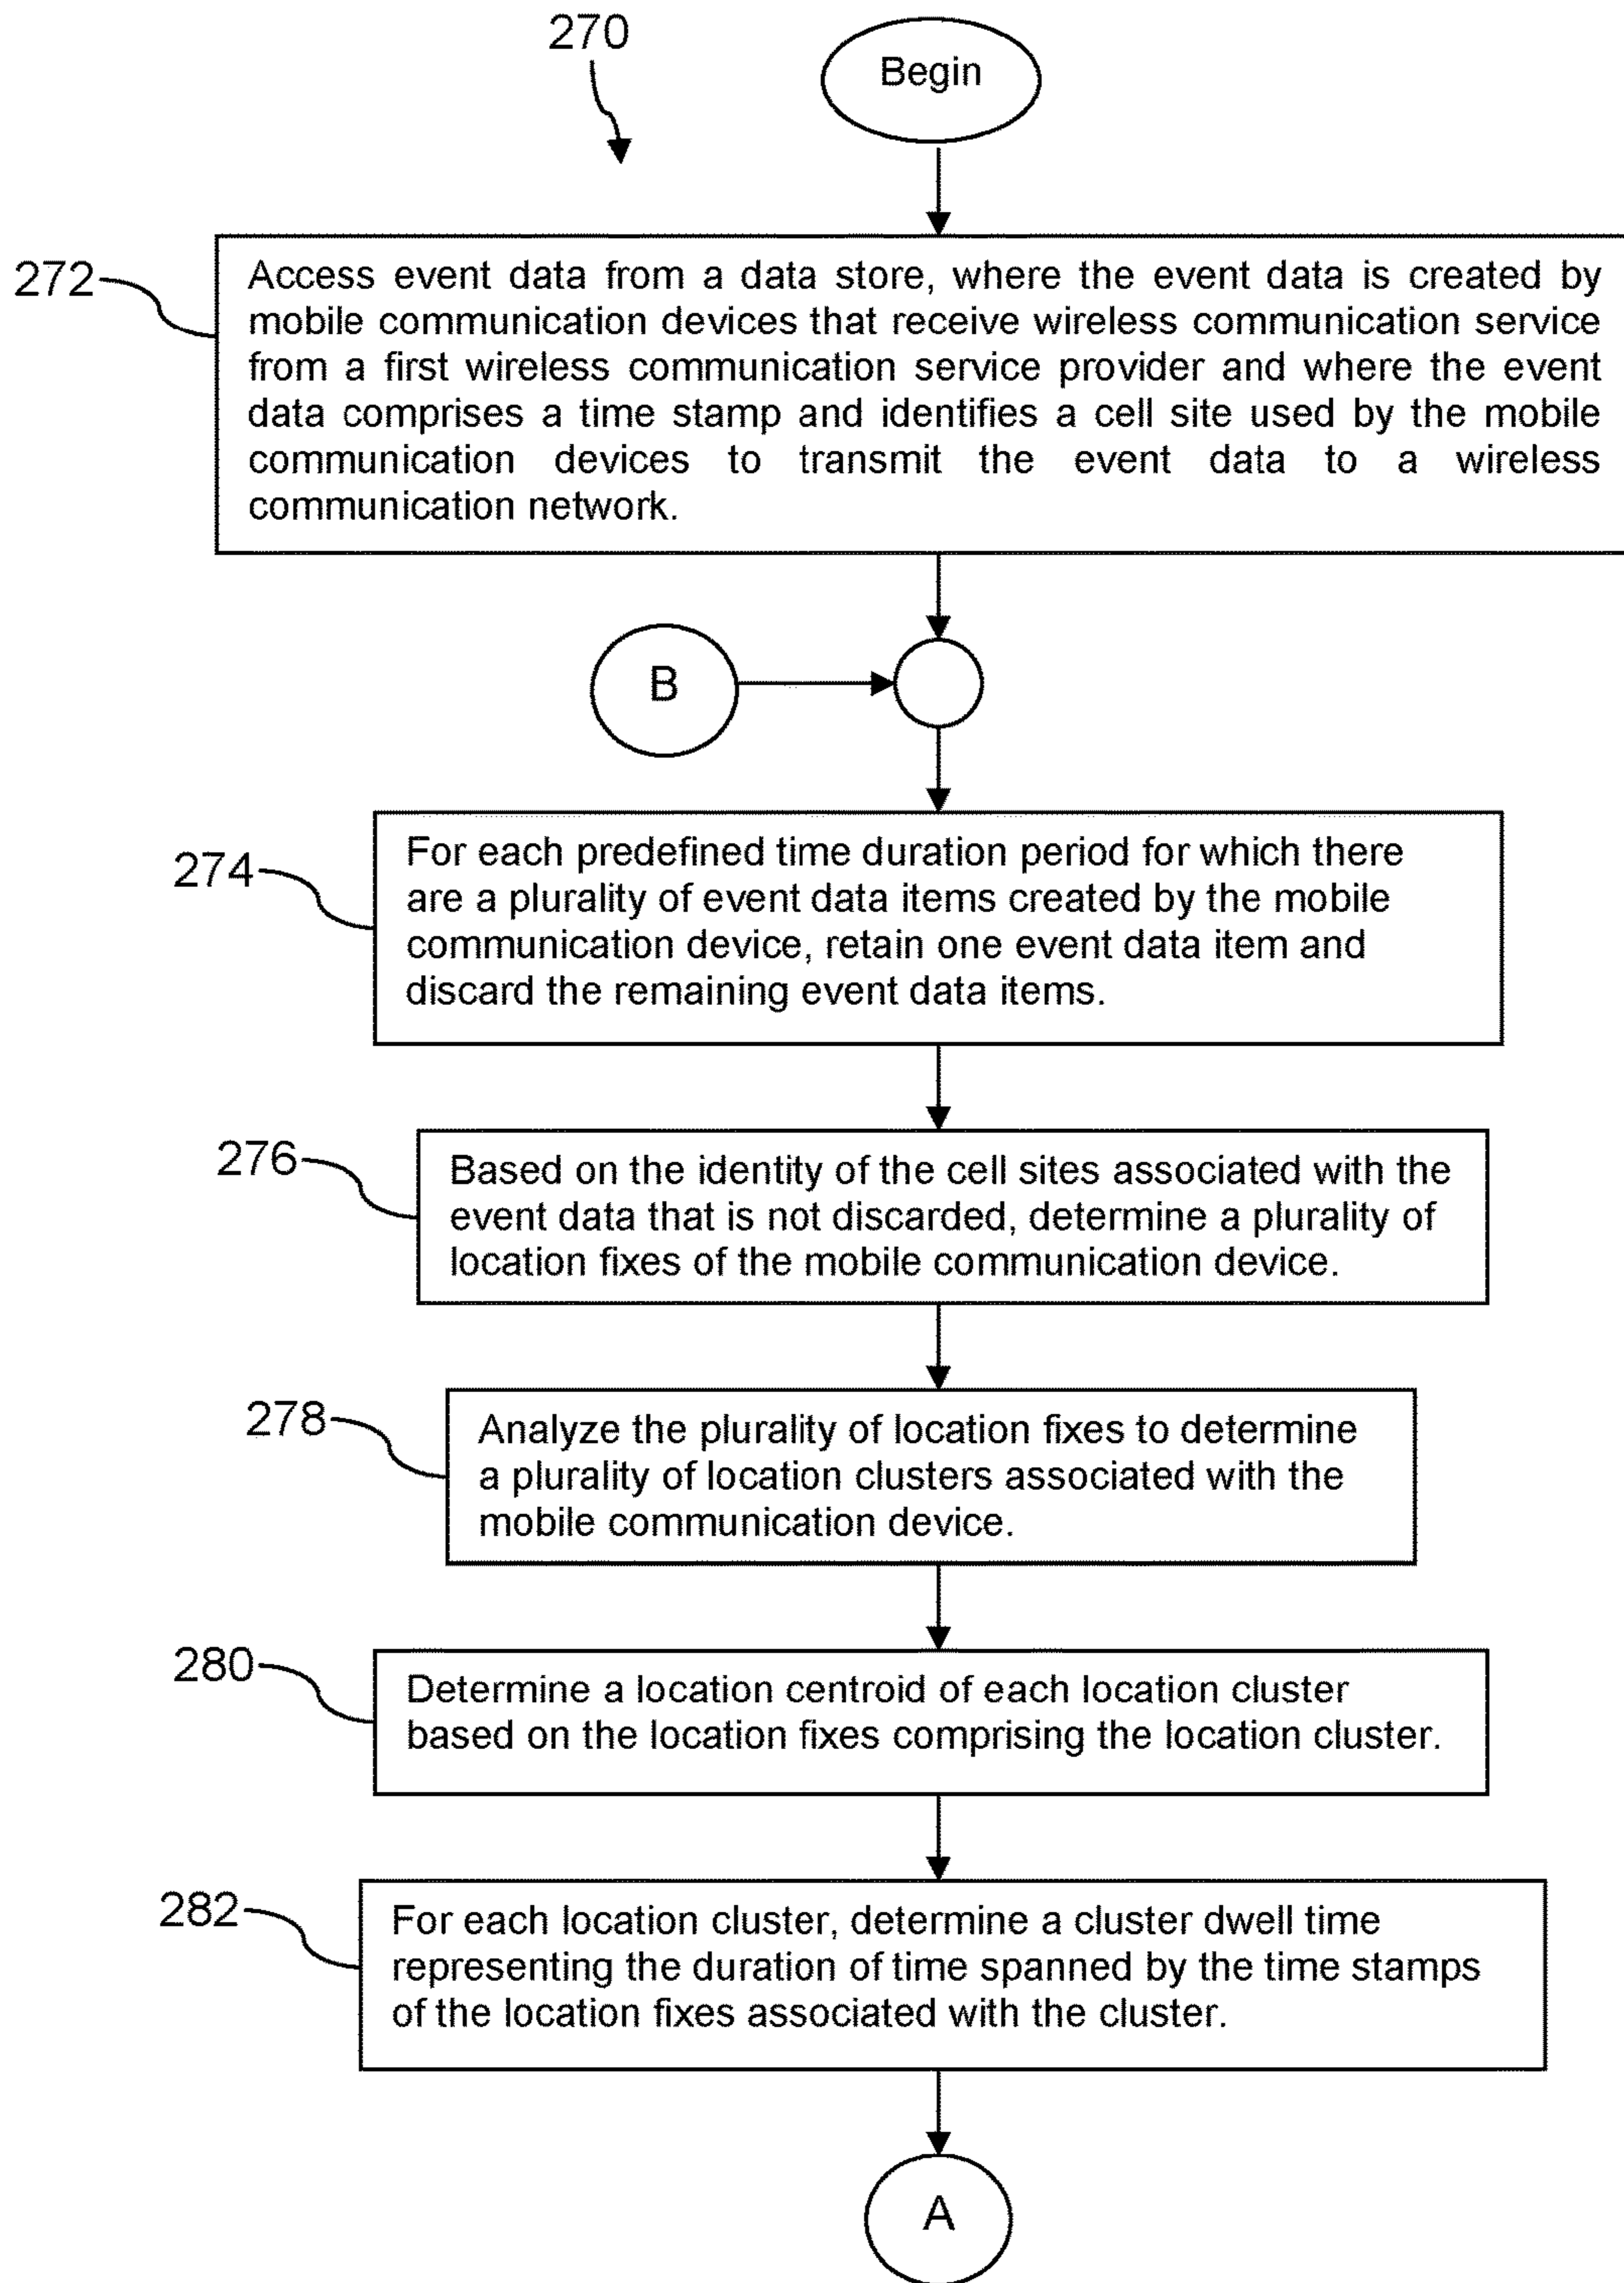 270
Begin
272
Access event data from a data store, where the event data is created by
mobile communication devices that receive wireless communication service
from a first wireless communication service provider and where the event
data comprises a time stamp and identifies a cell site used by the mobile
communication devices to transmit the event data to a wireless
communication network.
B
274
For each predefined time duration period for which there
are a plurality of event data items created by the mobile
communication device, retain one event data item and
discard the remaining event data items.
276
Based on the identity of the cell sites associated with the
event data that is not discarded, determine a plurality of
location fixes of the mobile communication device.
278
Analyze the plurality of location fixes to determine
a plurality of location clusters associated with the
mobile communication device.
280
Determine a location centroid of each location cluster
based on the location fixes comprising the location cluster.
282
For each location cluster, determine a cluster dwell time
representing the duration of time spanned by the time stamps
of the location fixes associated with the cluster.
A